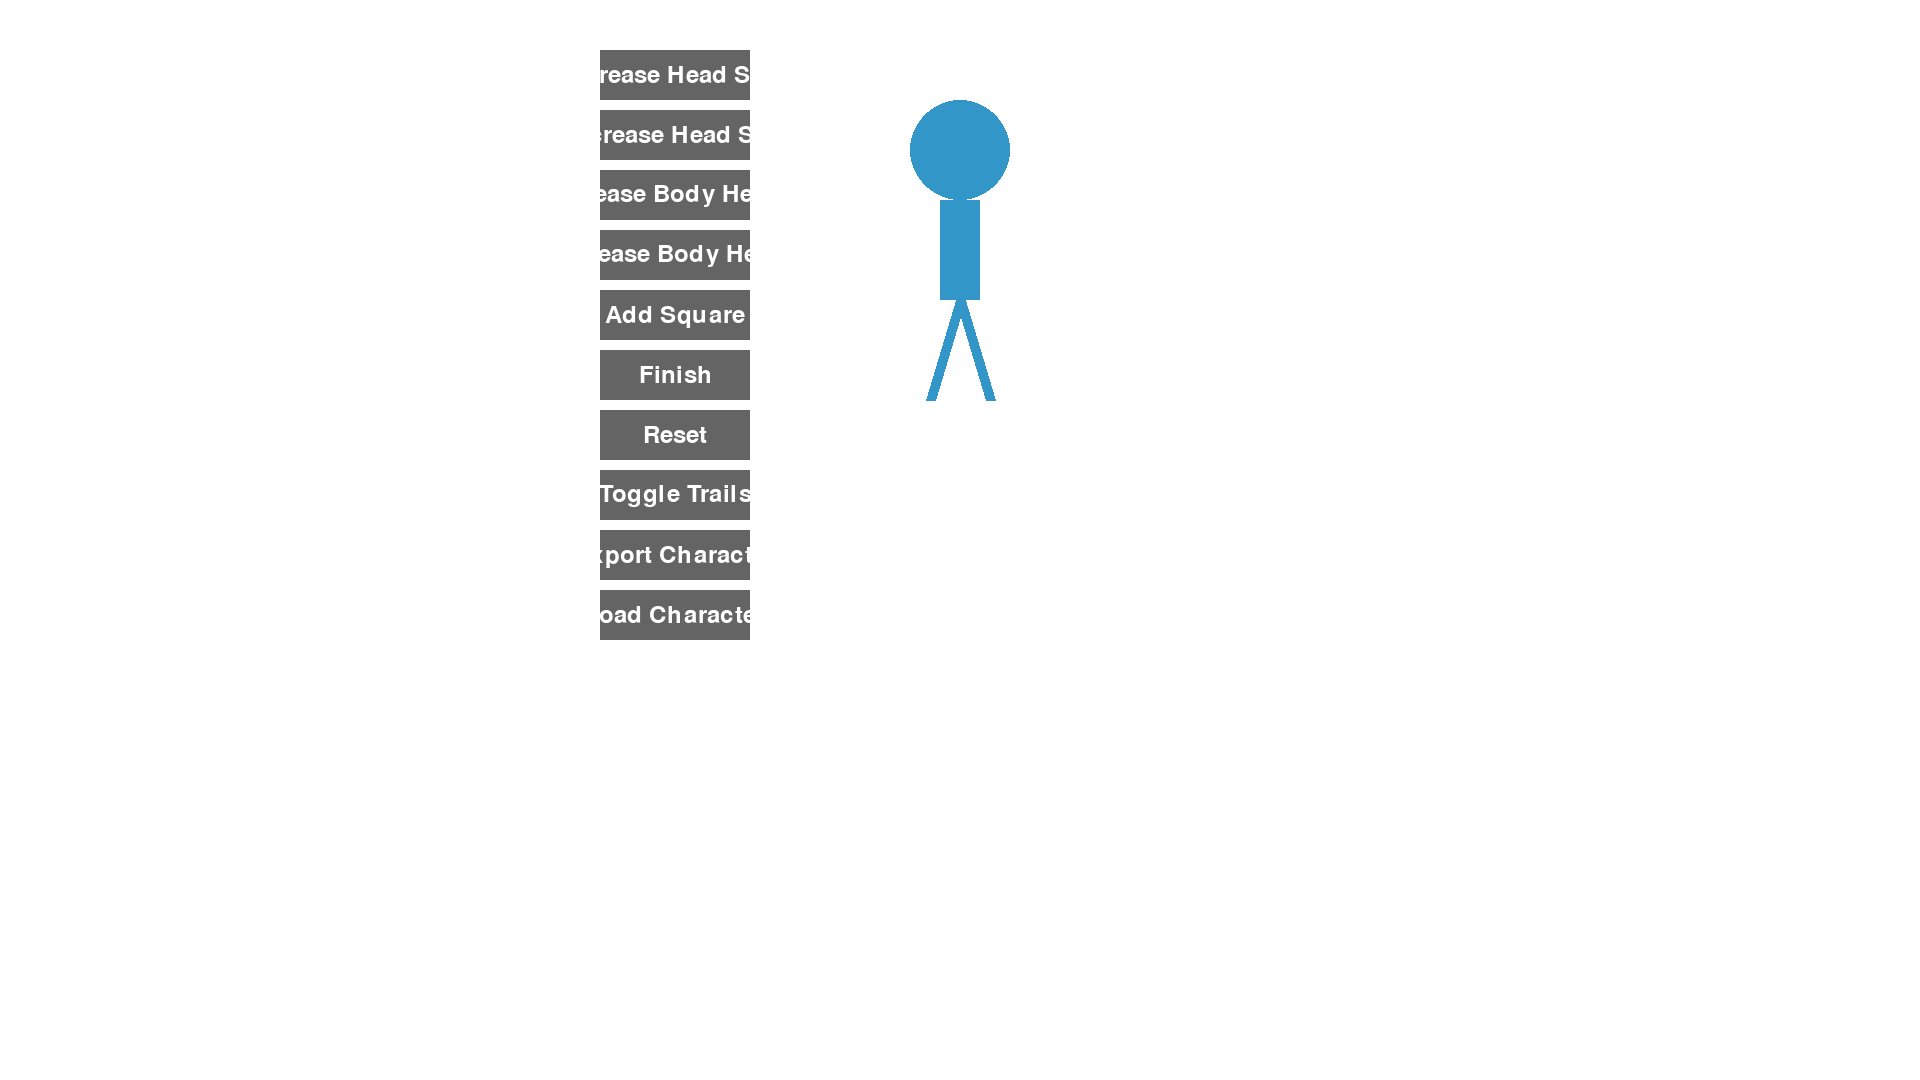 rease Head S
crease Head S
ease Body He
ease Body He
Add Square
Finish
Reset
Toggle Trails
xport Charact
oad Characte